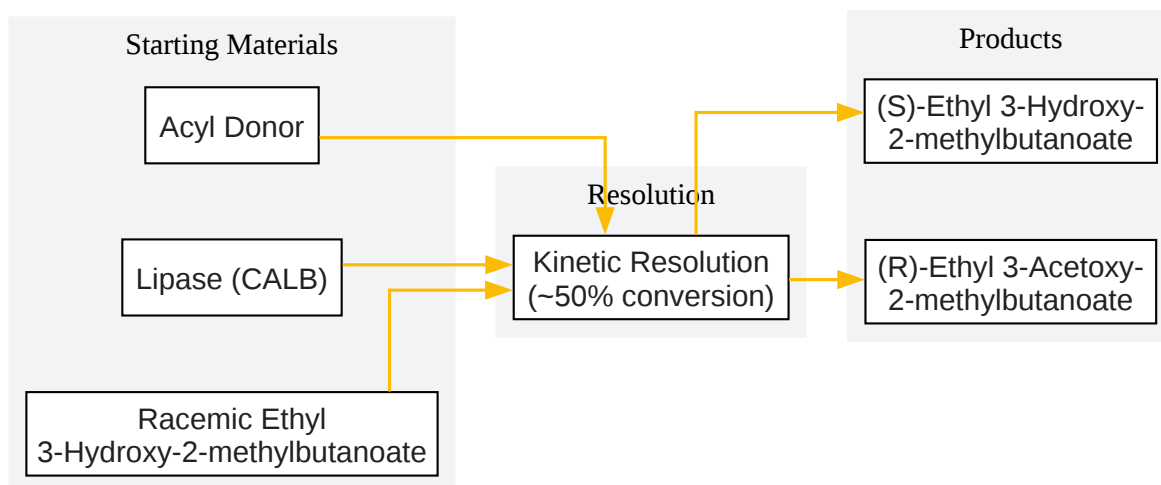 Starting Materials
Acyl Donor
Lipase (CALB)
Racemic Ethyl
3-Hydroxy-2-methylbutanoate
Resolution
Kinetic Resolution
(~50% conversion)
Products
(S)-Ethyl 3-Hydroxy-
2-methylbutanoate
(R)-Ethyl 3-Acetoxy-
2-methylbutanoate